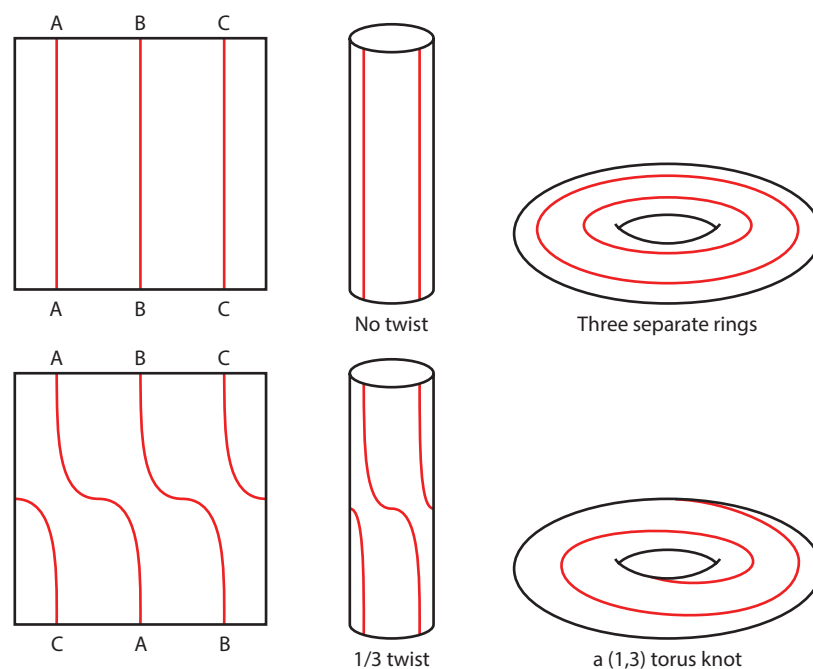 A B C
A B C
No twist
Three separate rings
A B C
C A B
1/3 twist
a (1,3) torus knot